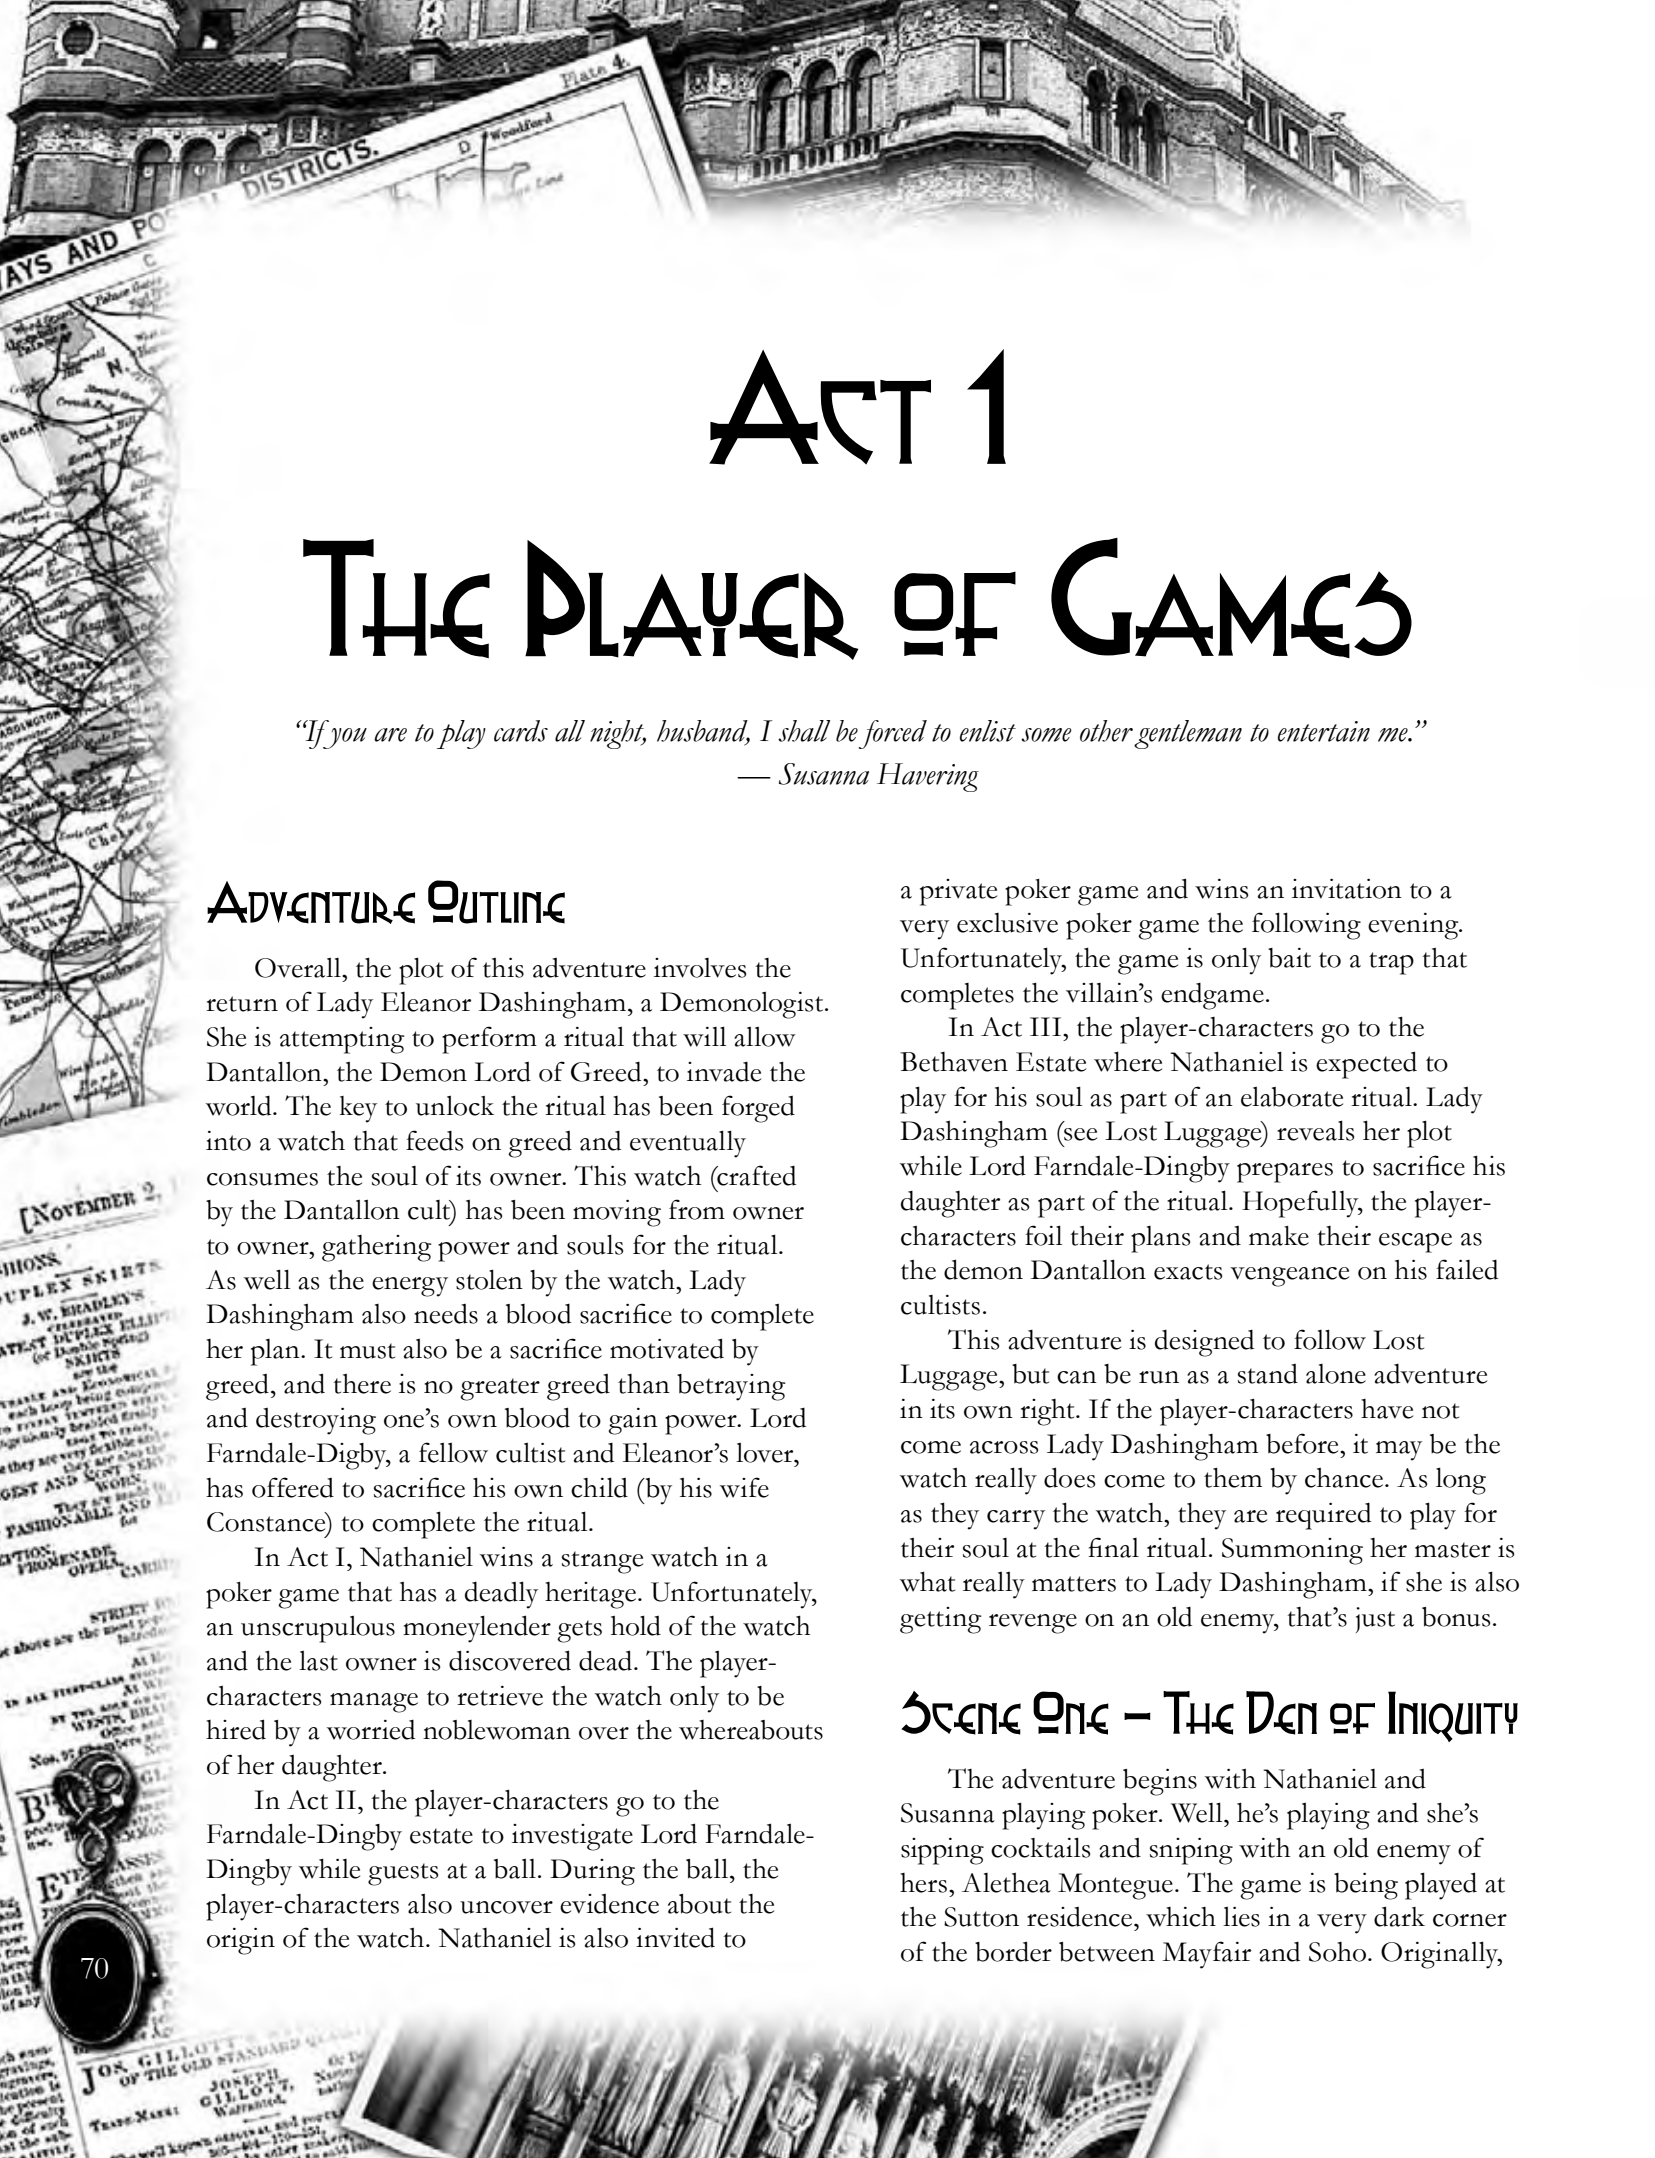 Plate 4.
DISTRICTS.
D
Woodford
AYS AND PO
C
N.
Act 1
The Player of Games
“If you are to play cards all night, husband, I shall be forced to enlist some other gentleman to entertain me.”
— Susanna Havering
Adventure Outline
Overall, the plot of this adventure involves the
return of Lady Eleanor Dashingham, a Demonologist.
She is attempting to perform a ritual that will allow
Dantallon, the Demon Lord of Greed, to invade the
world. The key to unlock the ritual has been forged
into a watch that feeds on greed and eventually
consumes the soul of its owner. This watch (crafted
by the Dantallon cult) has been moving from owner
to owner, gathering power and souls for the ritual.
As well as the energy stolen by the watch, Lady
Dashingham also needs a blood sacrifice to complete
her plan. It must also be a sacrifice motivated by
greed, and there is no greater greed than betraying
and destroying one’s own blood to gain power. Lord
Farndale-Digby, a fellow cultist and Eleanor’s lover,
has offered to sacrifice his own child (by his wife
Constance) to complete the ritual.
In Act I, Nathaniel wins a strange watch in a
poker game that has a deadly heritage. Unfortunately,
an unscrupulous moneylender gets hold of the watch
and the last owner is discovered dead. The player-
characters manage to retrieve the watch only to be
hired by a worried noblewoman over the whereabouts
of her daughter.
In Act II, the player-characters go to the
Farndale-Dingby estate to investigate Lord Farndale-
Dingby while guests at a ball. During the ball, the
player-characters also uncover evidence about the
origin of the watch. Nathaniel is also invited to
a private poker game and wins an invitation to a
very exclusive poker game the following evening.
Unfortunately, the game is only bait to a trap that
completes the villain’s endgame.
In Act III, the player-characters go to the
Bethaven Estate where Nathaniel is expected to
play for his soul as part of an elaborate ritual. Lady
Dashingham (see Lost Luggage) reveals her plot
while Lord Farndale-Dingby prepares to sacrifice his
daughter as part of the ritual. Hopefully, the player-
characters foil their plans and make their escape as
the demon Dantallon exacts vengeance on his failed
cultists.
This adventure is designed to follow Lost
Luggage, but can be run as a stand alone adventure
in its own right. If the player-characters have not
come across Lady Dashingham before, it may be the
watch really does come to them by chance. As long
as they carry the watch, they are required to play for
their soul at the final ritual. Summoning her master is
what really matters to Lady Dashingham, if she is also
getting revenge on an old enemy, that’s just a bonus.
Scene One – The Den of Iniquity
The adventure begins with Nathaniel and
Susanna playing poker. Well, he’s playing and she’s
sipping cocktails and sniping with an old enemy of
hers, Alethea Montegue. The game is being played at
the Sutton residence, which lies in a very dark corner
of the border between Mayfair and Soho. Originally,
[NOVEMBER 2,
J. W. BRADLEY'S
SKIRTS
FASHIONABLE AND
PROMENADE,
OPERA,
STREET
70
JOS. GILLOTT
OF THE OLD STANDARD
JOSEPH
GILLOTT,
Warranted.
TRADE-MARK: